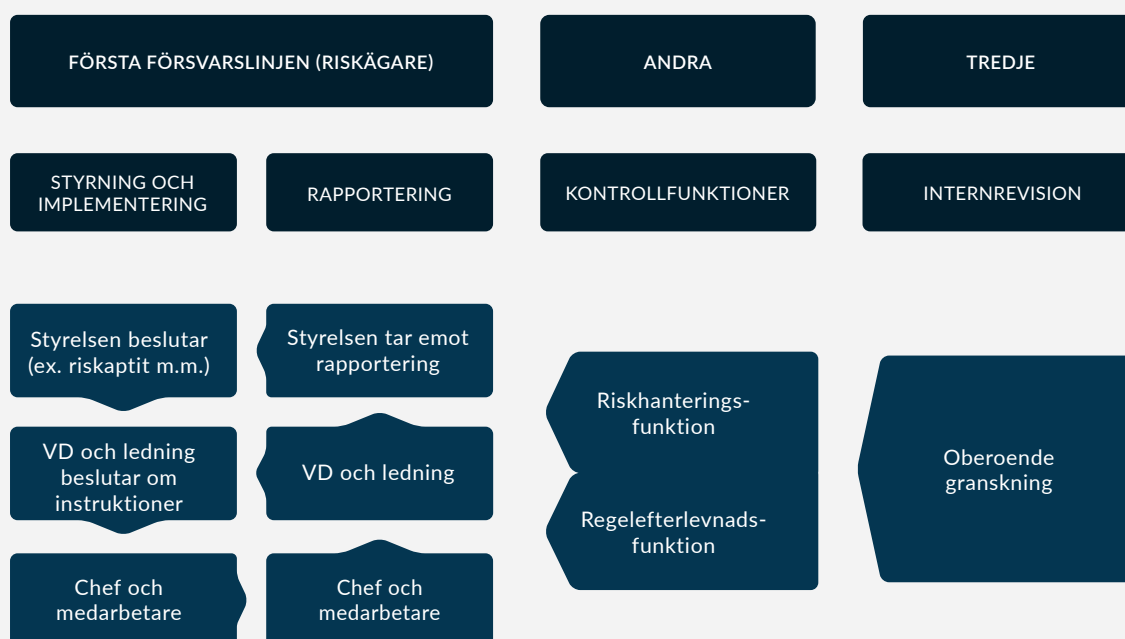 FÖRSTA FÖRSVARSLINJEN (RISKÄGARE)
ANDRA
TREDJE
STYRNING OCH
IMPLEMENTERING
RAPPORTERING
KONTROLLFUNKTIONER
INTERNREVISION
Styrelsen beslutar
(ex. riskaptit m.m.)
Styrelsen tar emot
rapportering
VD och ledning
beslutar om
instruktioner
VD och ledning
Chef och
medarbetare
Chef och
medarbetare
Riskhanterings-
funktion
Regelefterlevnads-
funktion
Oberoende
granskning